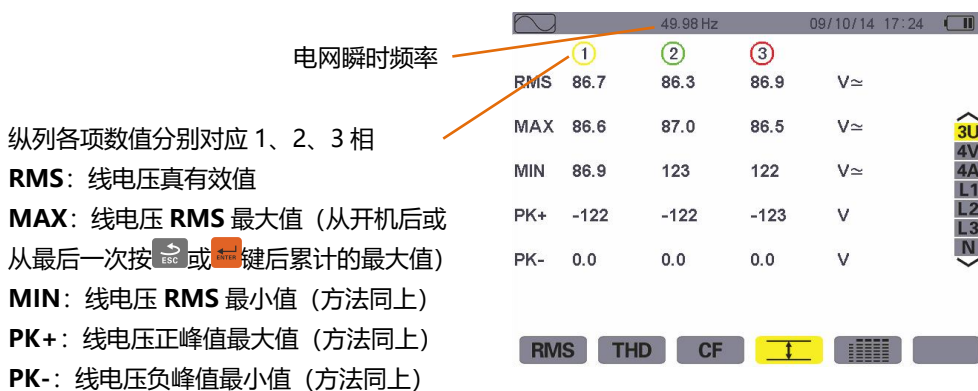 49.98Hz 09/10/14 17:24
电网瞬时频率
1 2 3
RMS 86.7 86.3 86.9 V≃
MAX 86.6 87.0 86.5 V≃
MIN 86.9 123 122 V≃
PK+ -122 -122 -123 V
PK- 0.0 0.0 0.0 V
3U
4V
4A
L1
L2
L3
N
RMS THD CF
纵列各项数值分别对应 1、2、3 相
RMS：线电压真有效值
MAX：线电压 RMS 最大值（从开机后或
从最后一次按 ESC 或 ENTER 键后累计的最大值）
MIN：线电压 RMS 最小值（方法同上）
PK+：线电压正峰值最大值（方法同上）
PK-：线电压负峰值最小值（方法同上）